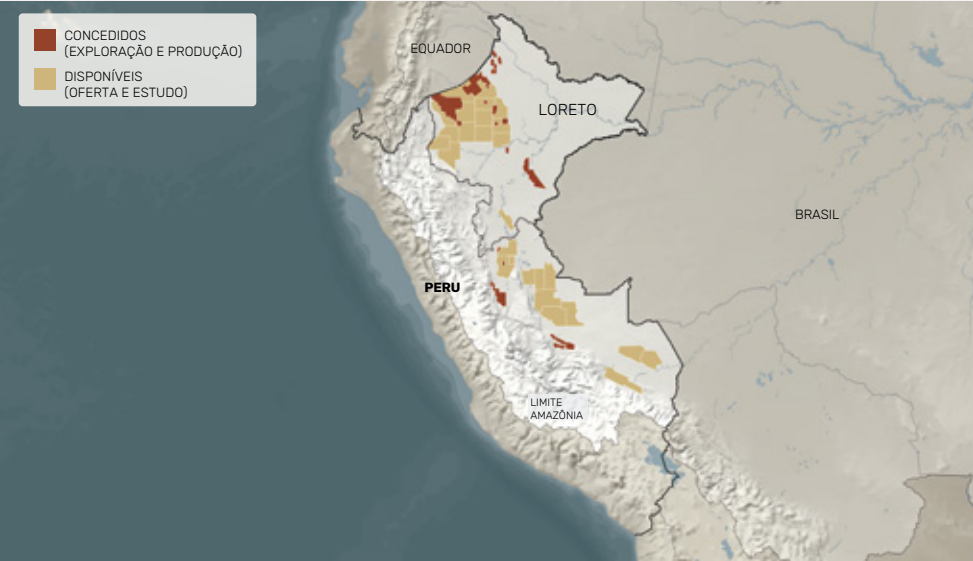 CONCEDIDOS
(EXPLORAÇÃO E PRODUÇÃO)
DISPONÍVEIS
(OFERTA E ESTUDO)
EQUADOR
LORETO
BRASIL
PERU
LIMITE
AMAZÔNIA